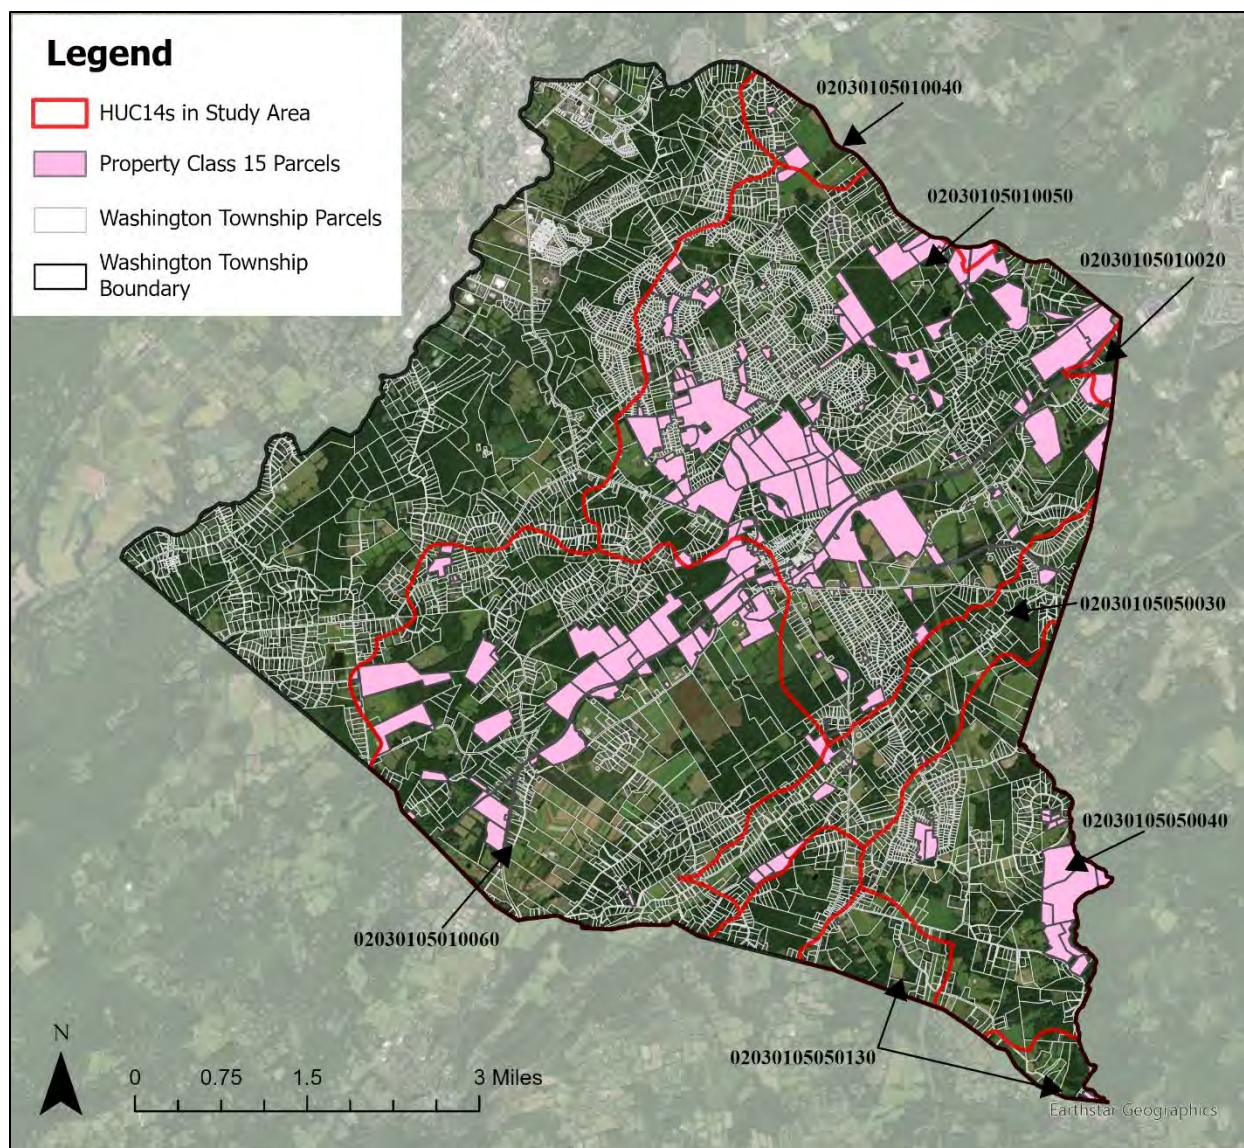 Legend
HUC14s in Study Area
Property Class 15 Parcels
Washington Township Parcels
Washington Township
Boundary
02030105010040
02030105010050
02030105010020
02030105050030
02030105050040
02030105010060
02030105050130
N
0 0.75 1.5 3 Miles
Earthstar Geographics